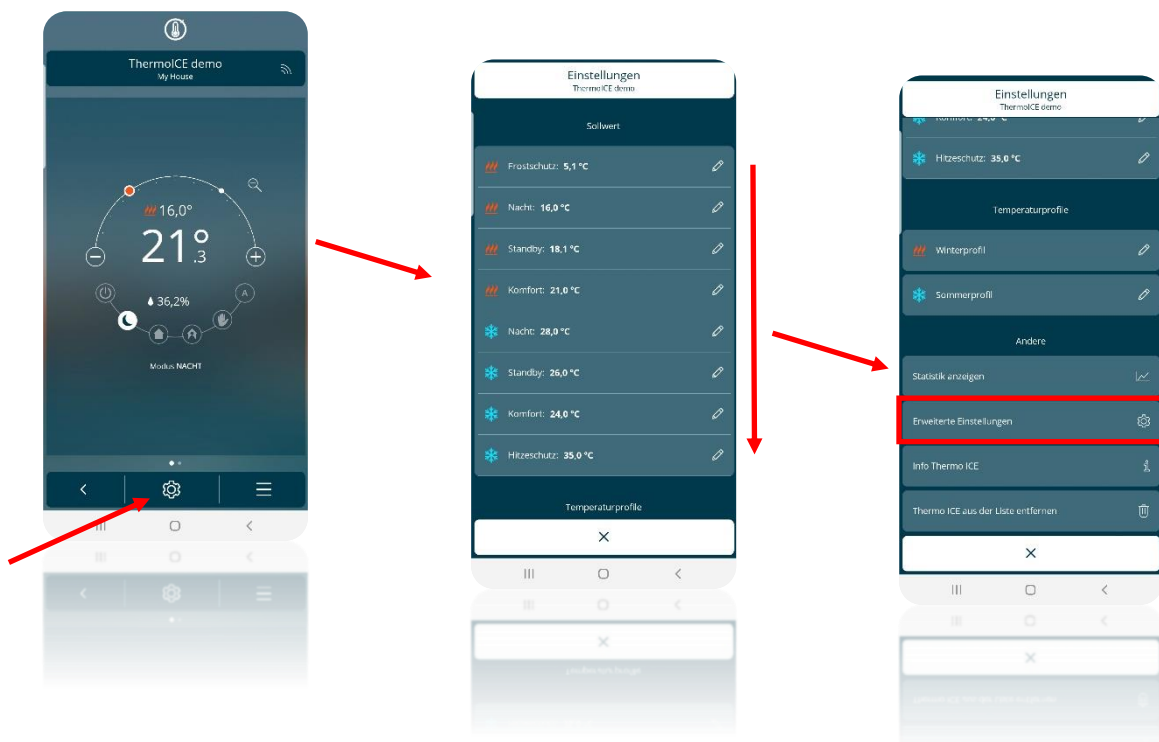 ThermoICE demo
My House
16,0°
21°.3
36,2%
A
Modus NACHT
Einstellungen
ThermoICE demo
Sollwert
Frostschutz: 5,1 °C
Nacht: 16,0 °C
Standby: 18,1 °C
Komfort: 21,0 °C
Nacht: 28,0 °C
Standby: 26,0 °C
Komfort: 24,0 °C
Hitzeschutz: 35,0 °C
Temperaturprofile
Einstellungen
ThermoICE demo
Komfort: 24,0 °C
Hitzeschutz: 35,0 °C
Temperaturprofile
Winterprofil
Sommerprofil
Andere
Statistik anzeigen
Erweiterte Einstellungen
Info Thermo ICE
Thermo ICE aus der Liste entfernen